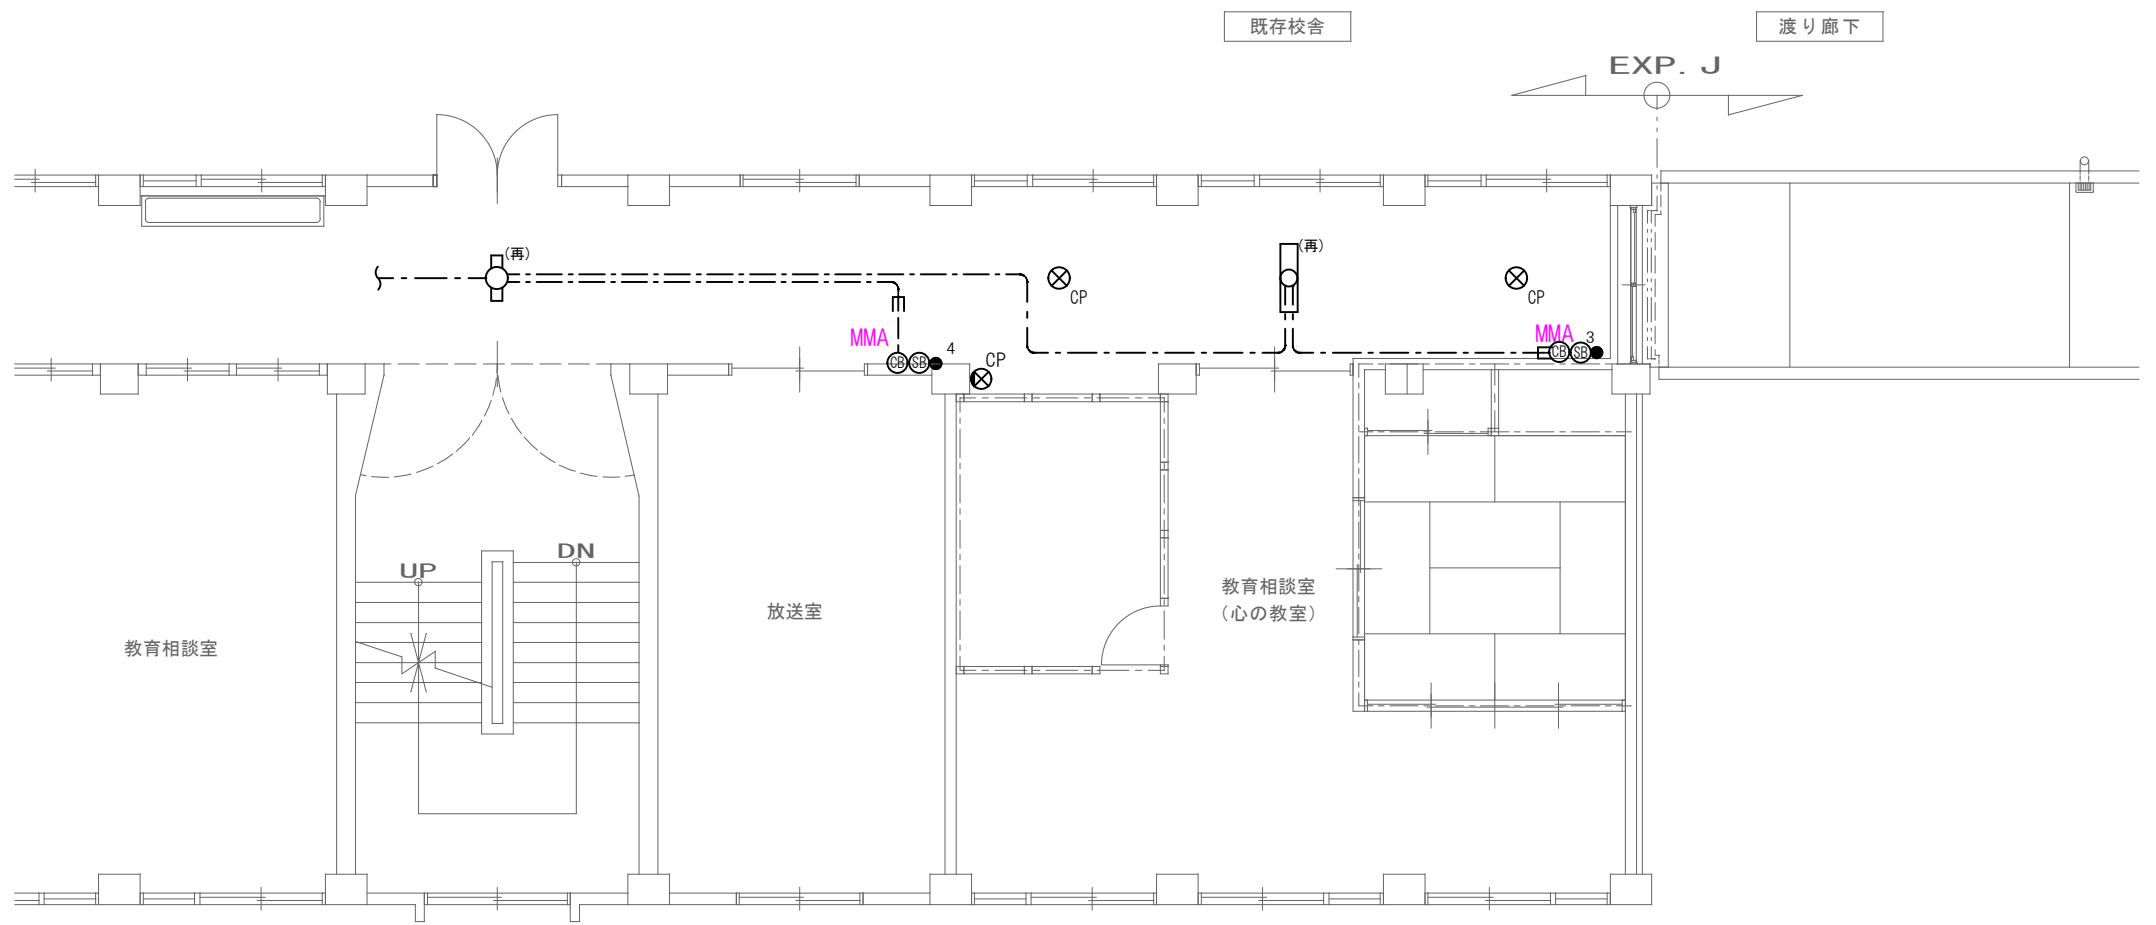 既存校舎
渡り廊下
EXP. J
(再)
(再)
CP
CP
MMA
CB SB 4
CP
MMA
CB SB 3
UP
DN
教育相談室
放送室
教育相談室
(心の教室)